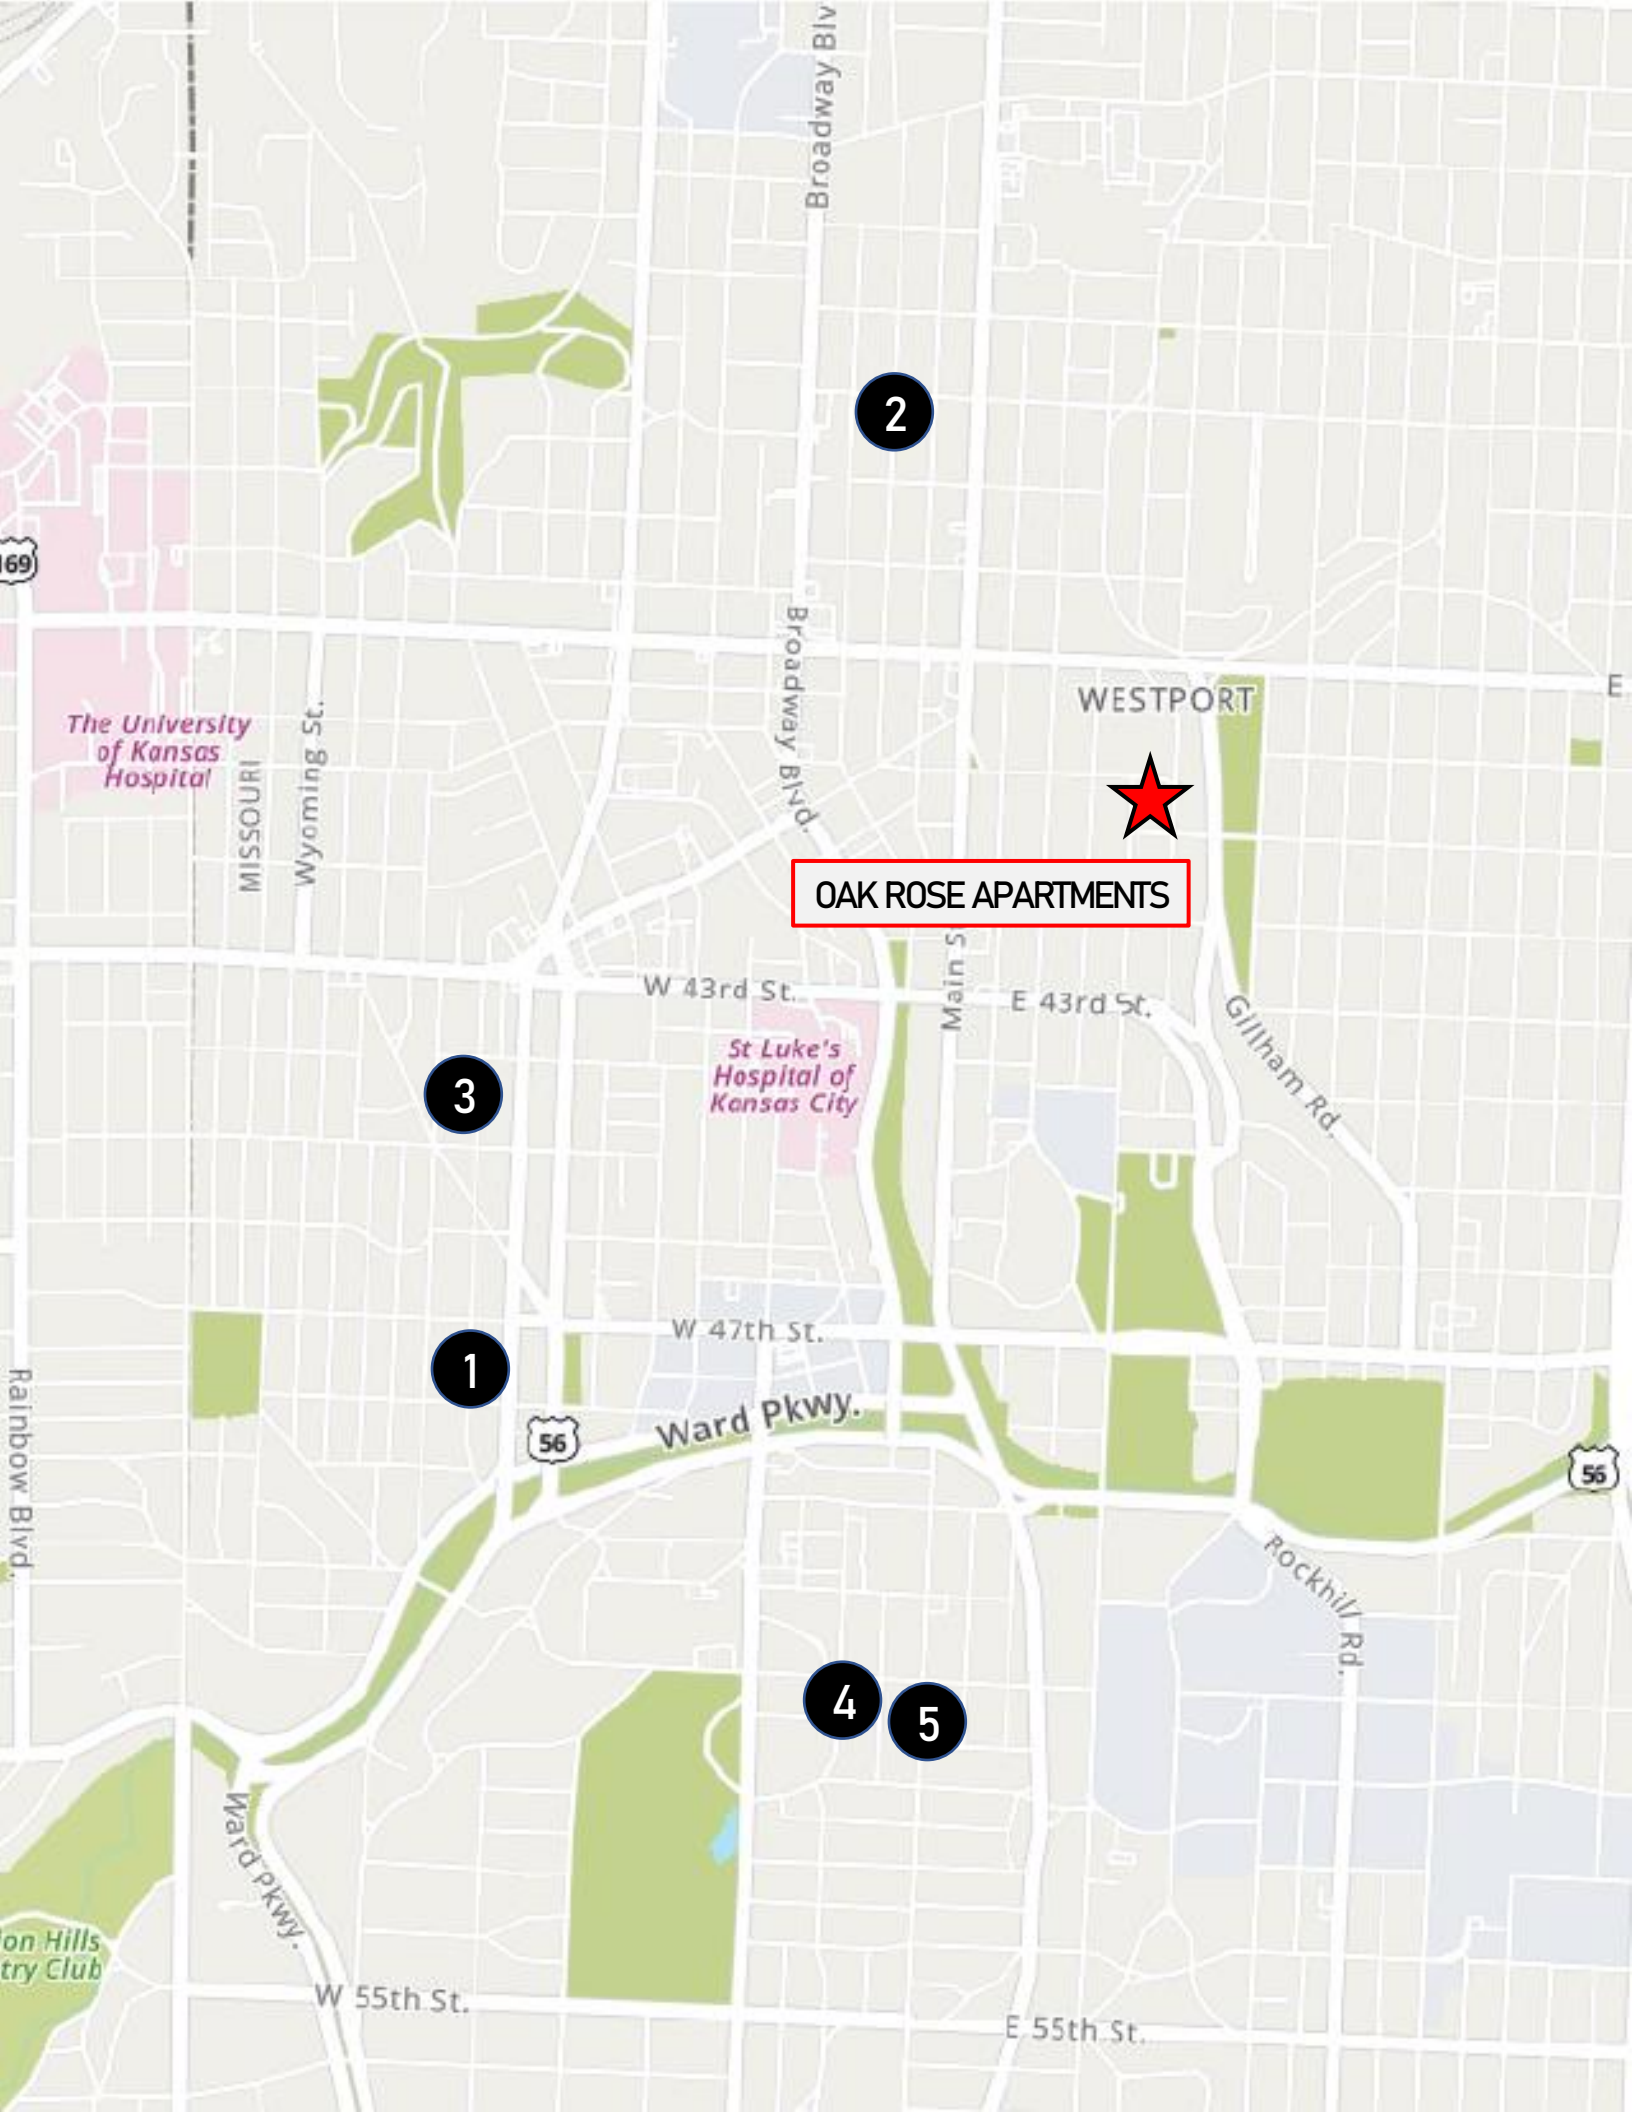 Broadway Blv
2
169
Broadway Blvd.
E
WESTPORT
The University
of Kansas
Hospital
MISSOURI
Wyoming St.
OAK ROSE APARTMENTS
Main S
W 43rd St.
E 43rd St.
Gillham Rd.
St Luke's
Hospital of
Kansas City
3
W 47th St.
1
Rainbow Blvd.
Ward Pkwy.
56
56
Rockhill Rd.
4
5
Ward Pkwy.
on Hills
try Club
W 55th St.
E 55th St.